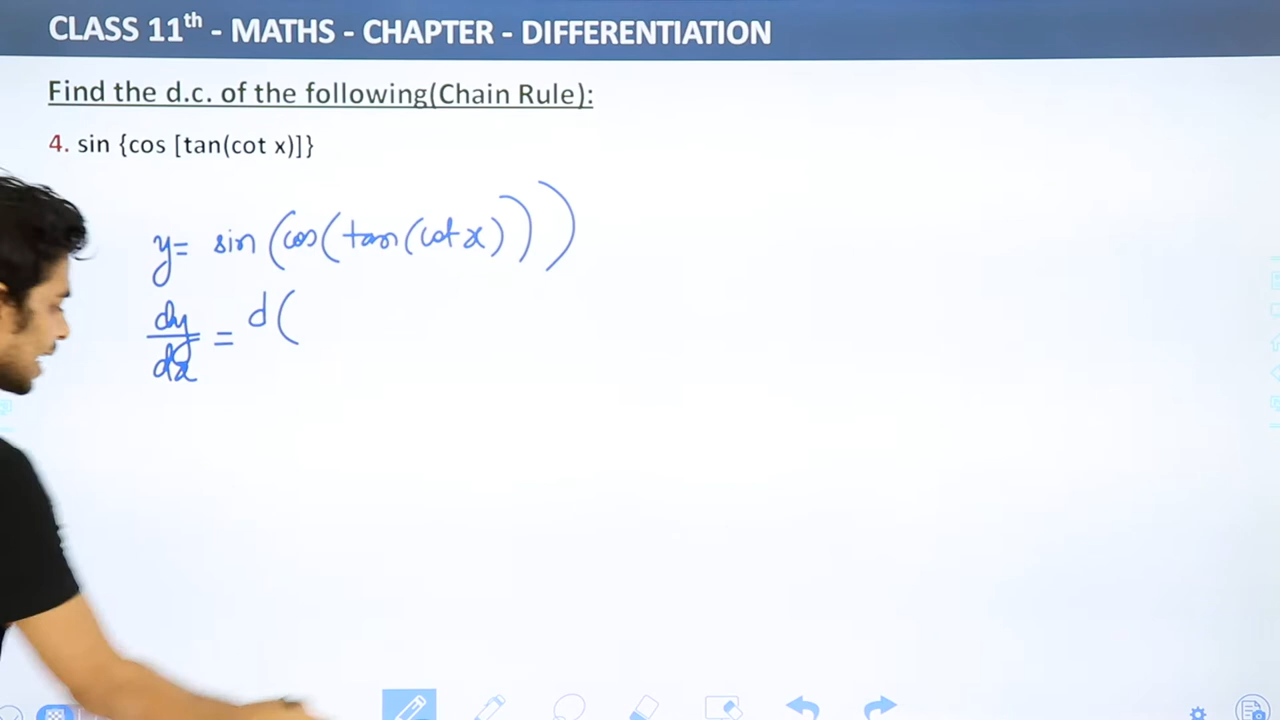 CLASS 11th - MATHS - CHAPTER - DIFFERENTIATION
Find the d.c. of the following(Chain Rule):
4. sin {cos [tan(cot x)]}
y= sin (cos(tan(cot x)))
dy/dx = d(